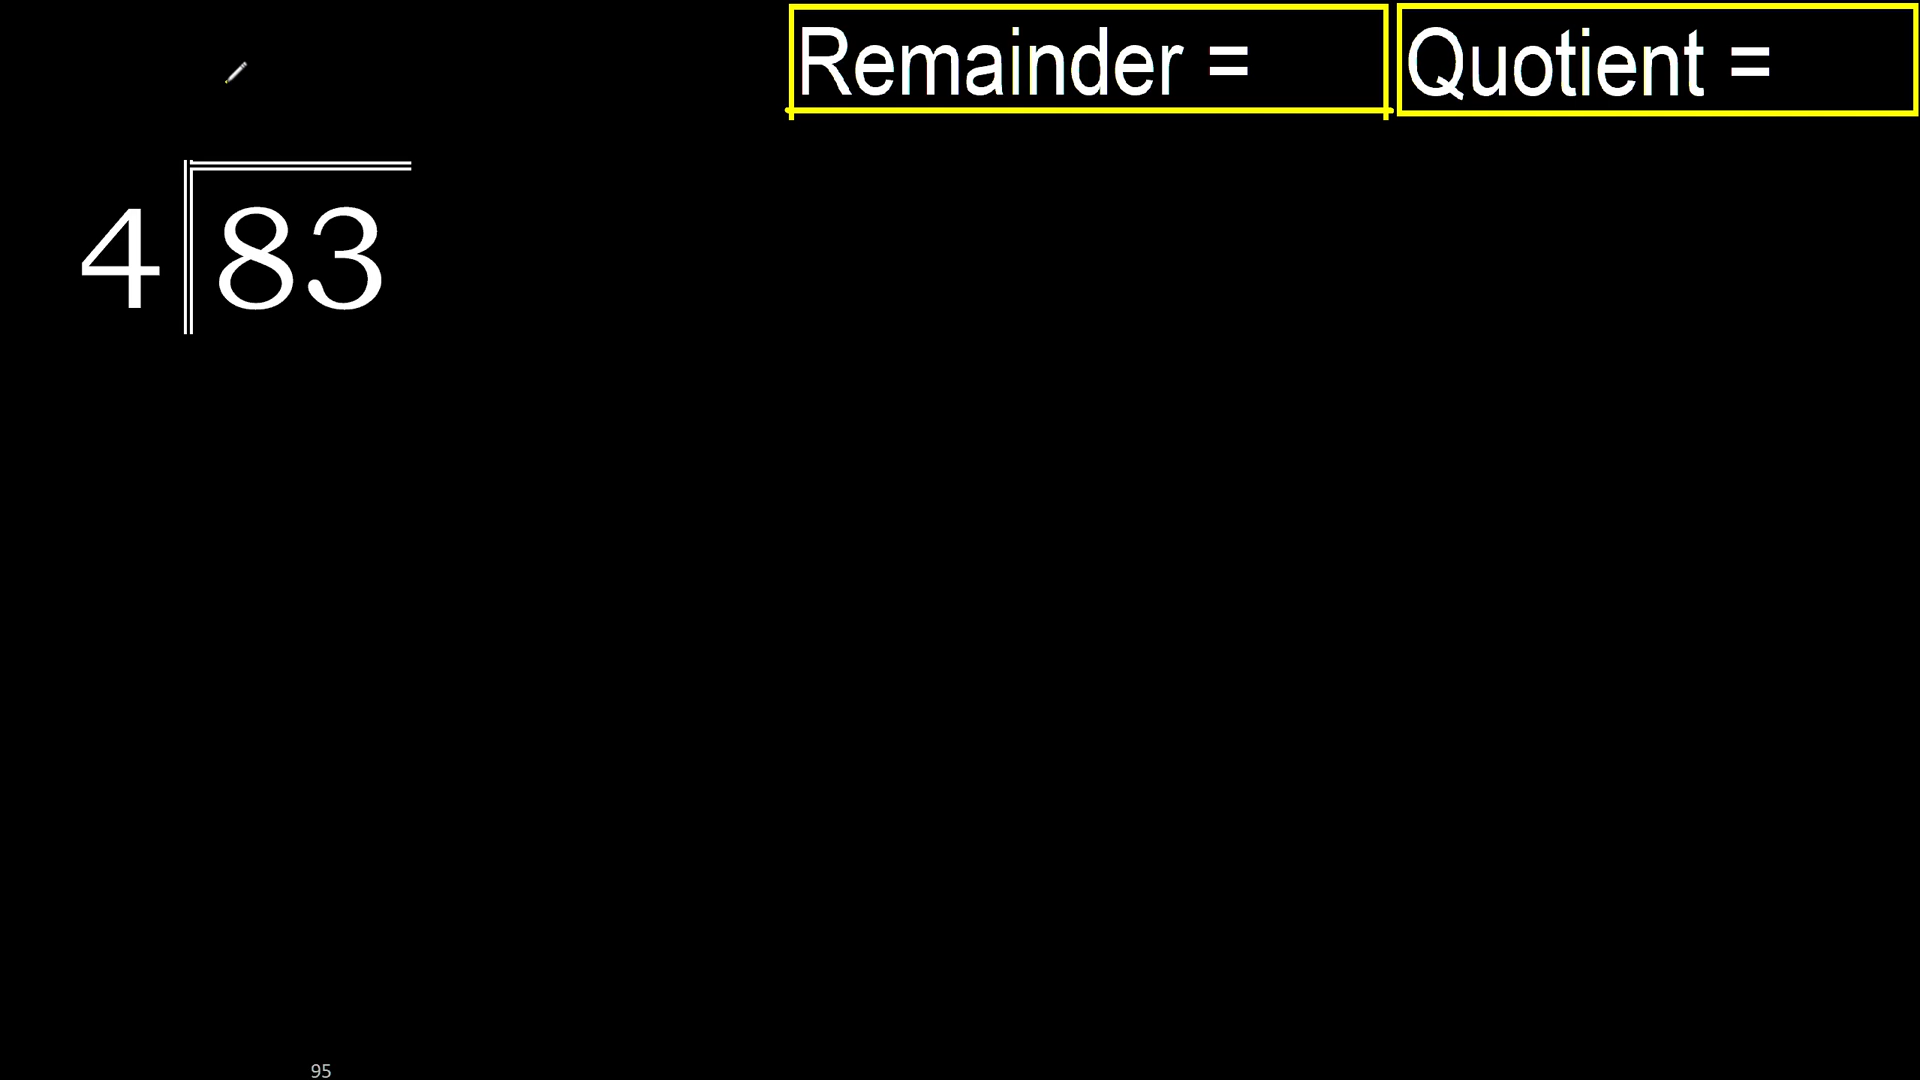 Remainder = Quotient =
4 83
95